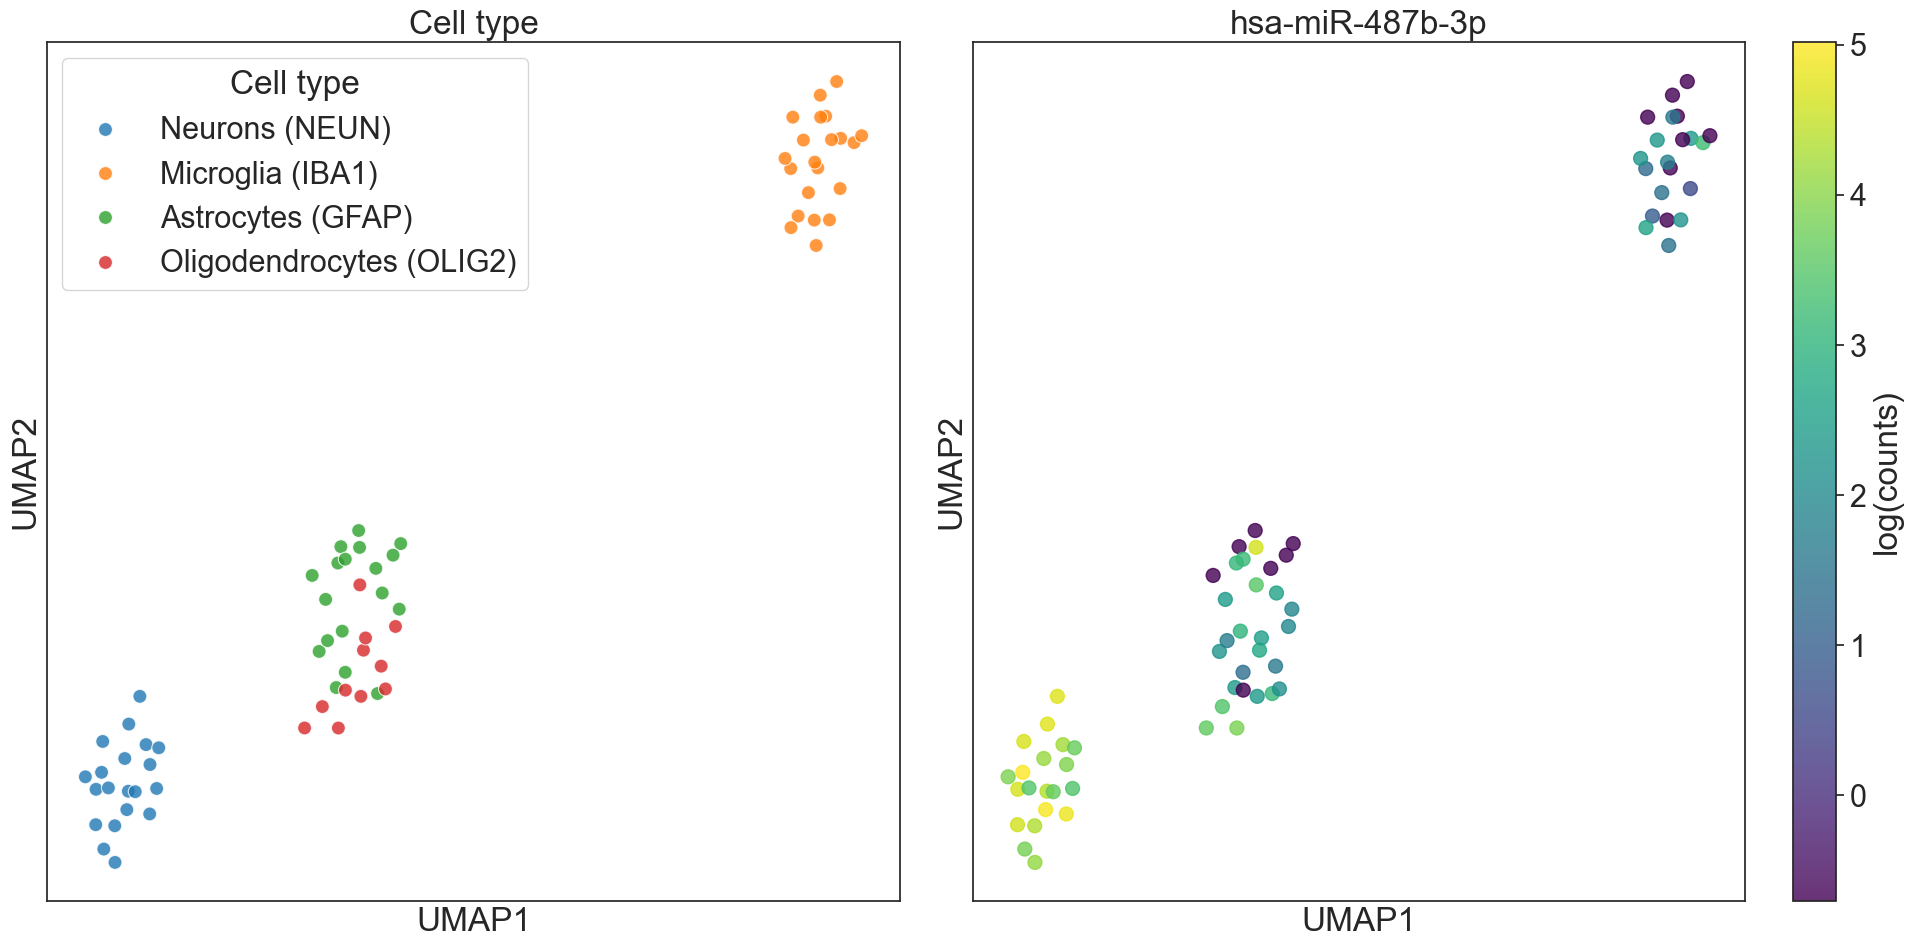 Cell type
Cell type
Neurons (NEUN)
Microglia (IBA1)
Astrocytes (GFAP)
Oligodendrocytes (OLIG2)
UMAP2
UMAP1
hsa-miR-487b-3p
UMAP2
UMAP1
5
4
3
2
1
0
log(counts)